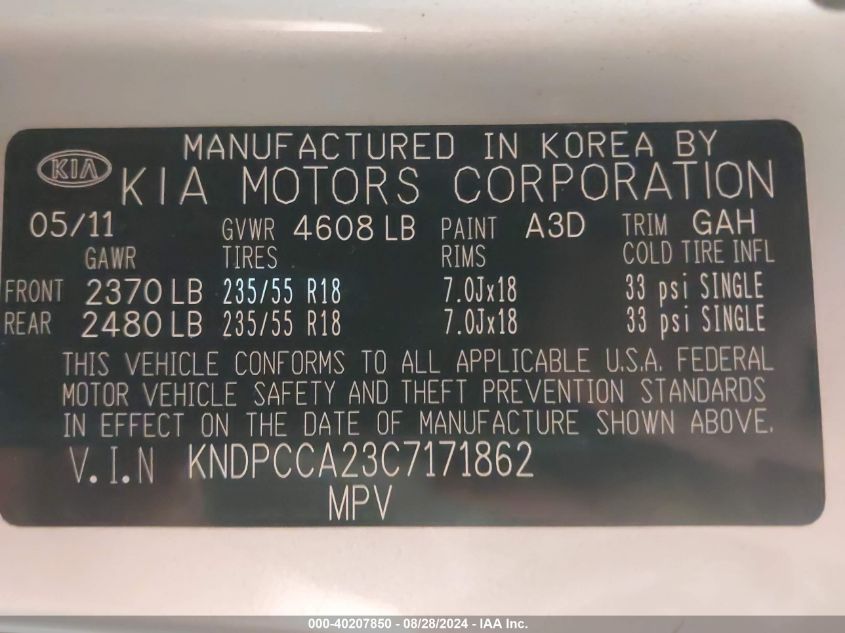 MANUFACTURED IN KOREA BY
KIA KIA MOTORS CORPORATION
05/11 GVWR 4608 LB PAINT A3D TRIM GAH
GAWR TIRES RIMS COLD TIRE INFL
FRONT 2370 LB 235/55 R18 7.0Jx18 33 psi SINGLE
REAR 2480 LB 235/55 R18 7.0Jx18 33 psi SINGLE
THIS VEHICLE CONFORMS TO ALL APPLICABLE U.S.A. FEDERAL
MOTOR VEHICLE SAFETY AND THEFT PREVENTION STANDARDS
IN EFFECT ON THE DATE OF MANUFACTURE SHOWN ABOVE.
V.I.N KNDPCCA23C7171862
MPV
000-40207850 - 08/28/2024 - IAA Inc.